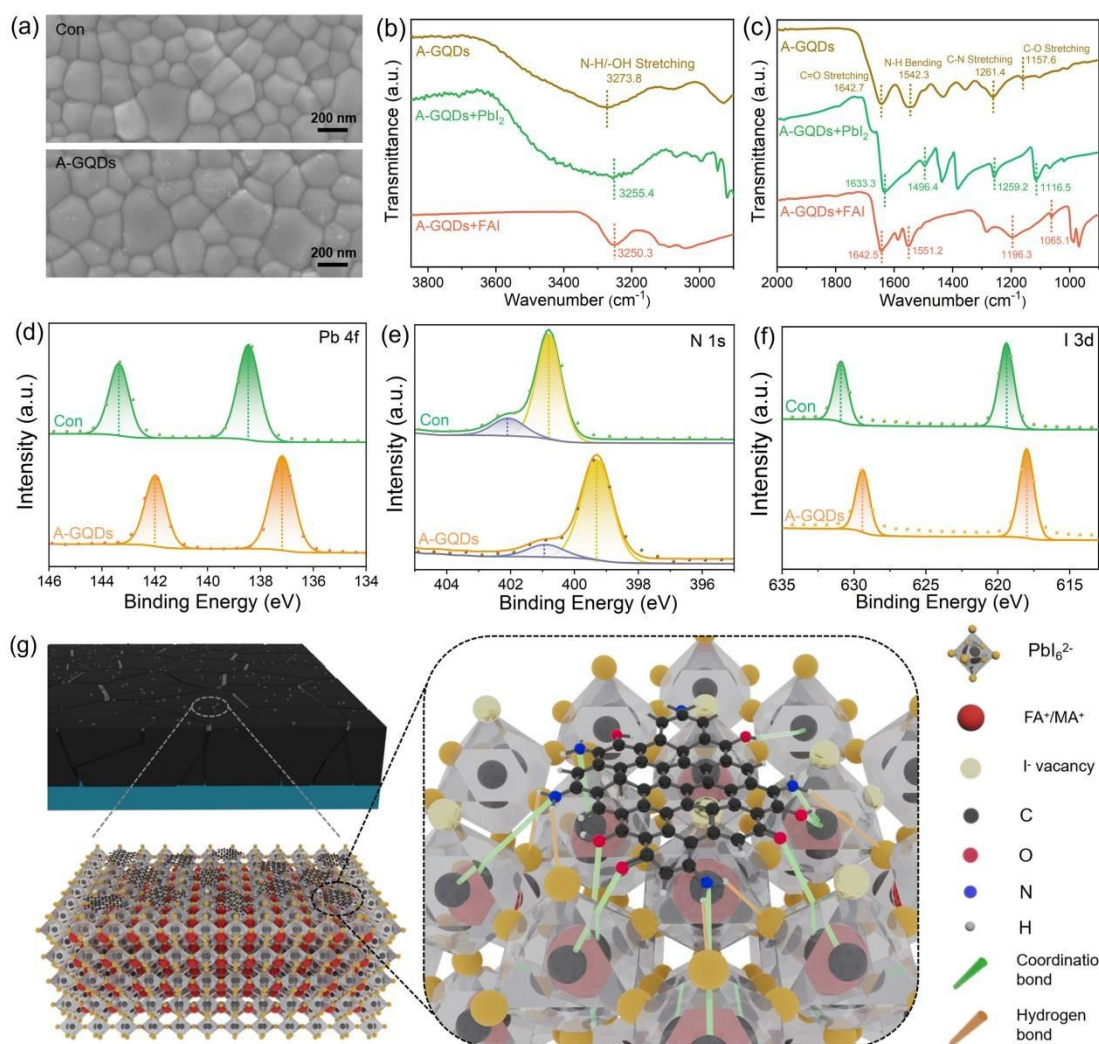 (a)
Con
200 nm
A-GQDs
200 nm
(b)
A-GQDs
N-H/-OH Stretching
3273.8
A-GQDs+PbI₂
3255.4
A-GQDs+FAI
3250.3
Transmittance (a.u.)
3800 3600 3400 3200 3000
Wavenumber (cm⁻¹)
(c)
A-GQDs
C=O Stretching
1642.7
N-H Bending
1542.3
C-N Stretching
1261.4
C-O Stretching
1157.6
A-GQDs+PbI₂
1633.3
1496.4
1259.2
1116.5
A-GQDs+FAI
1642.5
1551.2
1196.3
1065.1
Transmittance (a.u.)
2000 1800 1600 1400 1200 1000
Wavenumber (cm⁻¹)
(d)
Pb 4f
Con
A-GQDs
Intensity (a.u.)
146 144 142 140 138 136 134
Binding Energy (eV)
(e)
N 1s
Con
A-GQDs
Intensity (a.u.)
404 402 400 398 396
Binding Energy (eV)
(f)
I 3d
Con
A-GQDs
Intensity (a.u.)
635 630 625 620 615
Binding Energy (eV)
(g)
PbI₆²⁻
FA⁺/MA⁺
I⁻ vacancy
C
O
N
H
Coordinatio
bond
Hydrogen
bond